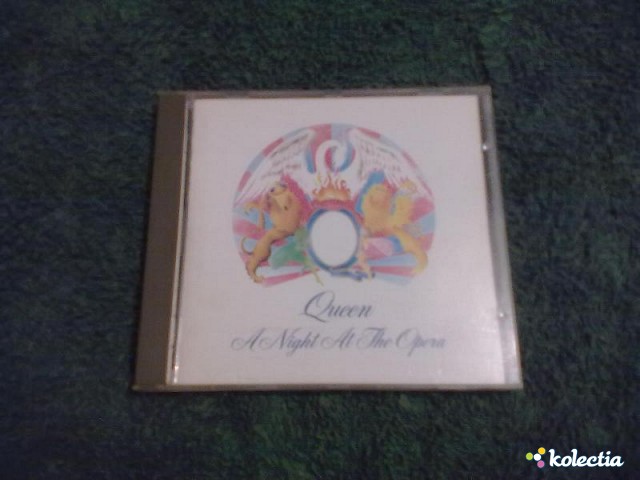 Queen
A Night At The Opera
kolectia